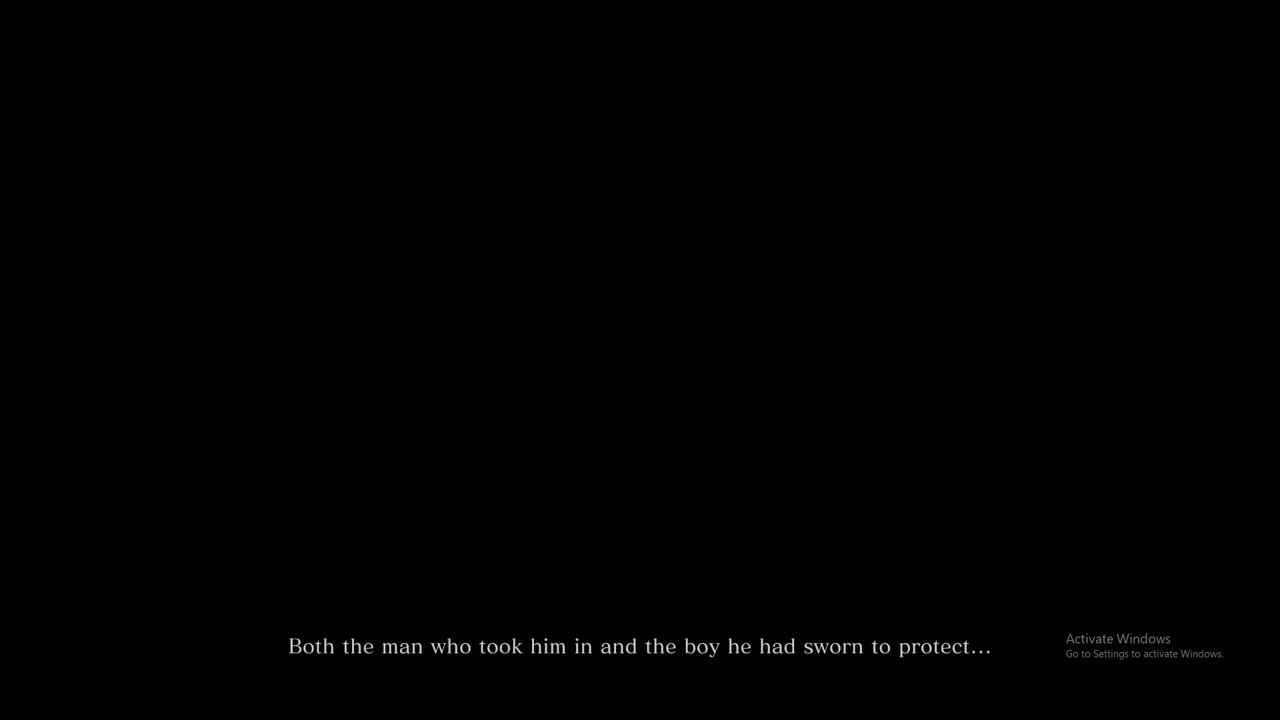 Both the man who took him in and the boy he had sworn to protect...
Activate Windows
Go to Settings to activate Windows.